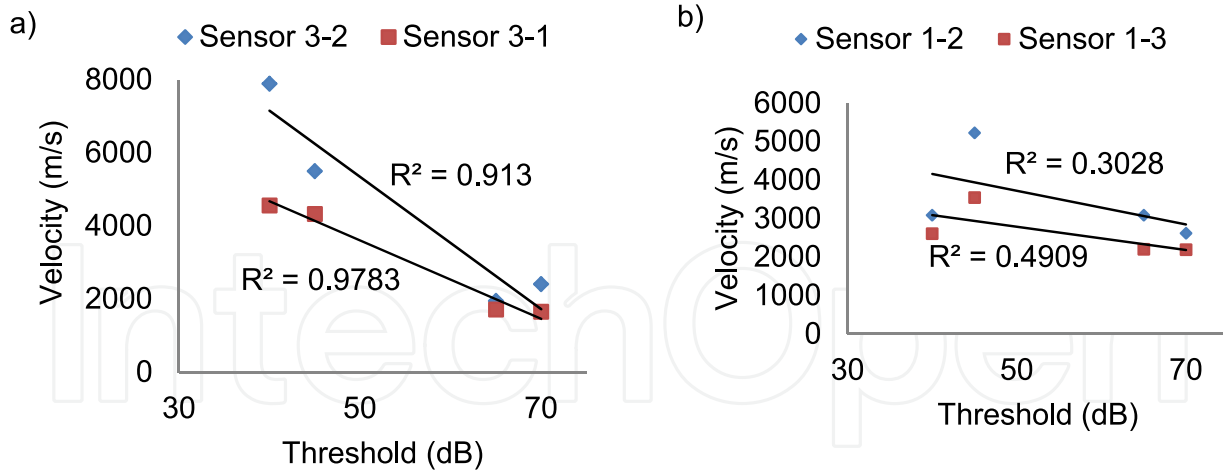 a)
Sensor 3-2 Sensor 3-1
Velocity (m/s)
8000
6000
4000
2000
0
R² = 0.913
R² = 0.9783
30 50 70
Threshold (dB)
b)
Sensor 1-2 Sensor 1-3
Velocity (m/s)
6000
5000
4000
3000
2000
1000
0
R² = 0.3028
R² = 0.4909
30 50 70
Threshold (dB)
IntechOpen